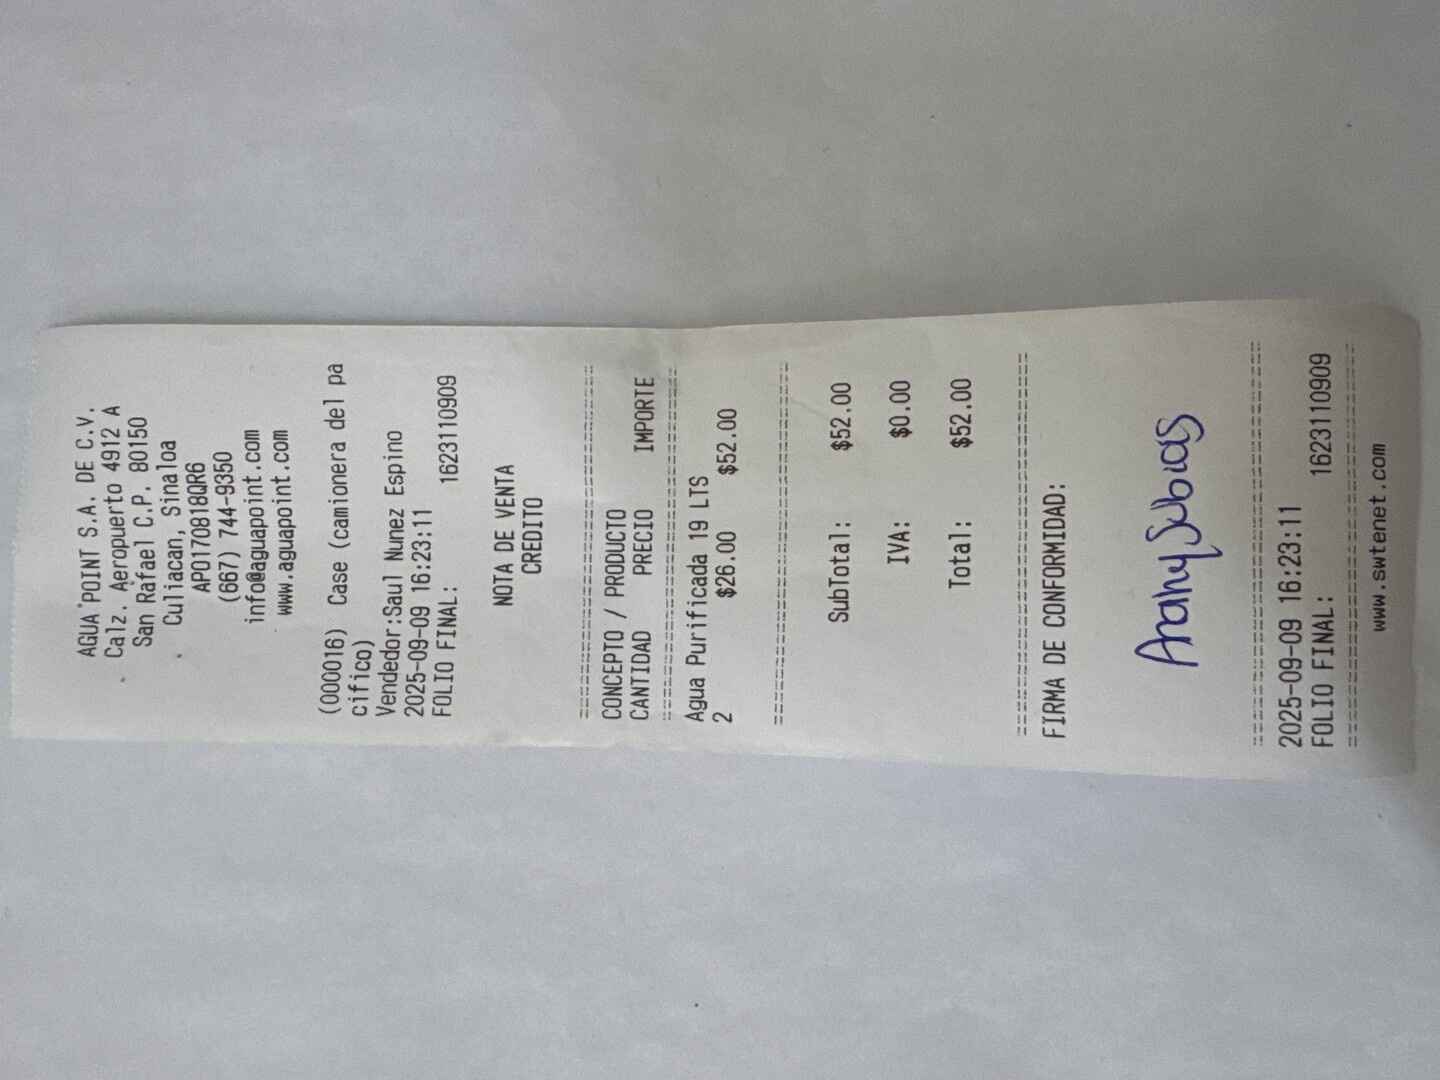 AGUA POINT S.A. DE C.V.
Calz. Aeropuerto 4912 A
San Rafael C.P. 80150
Culiacan, Sinaloa
APO170818QR6
(667) 744-9350
info@aguapoint.com
www.aguapoint.com
(000016) Case (camionera del pa
cifico)
Vendedor:Saul Nunez Espino
2025-09-09 16:23:11
FOLIO FINAL: 1623110909
NOTA DE VENTA
CREDITO
================================
CONCEPTO / PRODUCTO
CANTIDAD PRECIO IMPORTE
================================
Agua Purificada 19 LTS
2 $26.00 $52.00
================================
SubTotal: $52.00
IVA: $0.00
Total: $52.00
================================
FIRMA DE CONFORMIDAD:
Anahy Subias
================================
2025-09-09 16:23:11
FOLIO FINAL: 1623110909
================================
www.swtenet.com